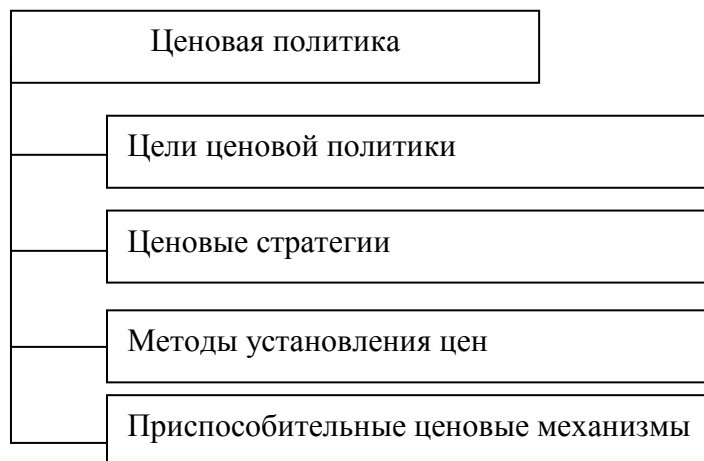 Ценовая политика
Цели ценовой политики
Ценовые стратегии
Методы установления цен
Приспособительные ценовые механизмы